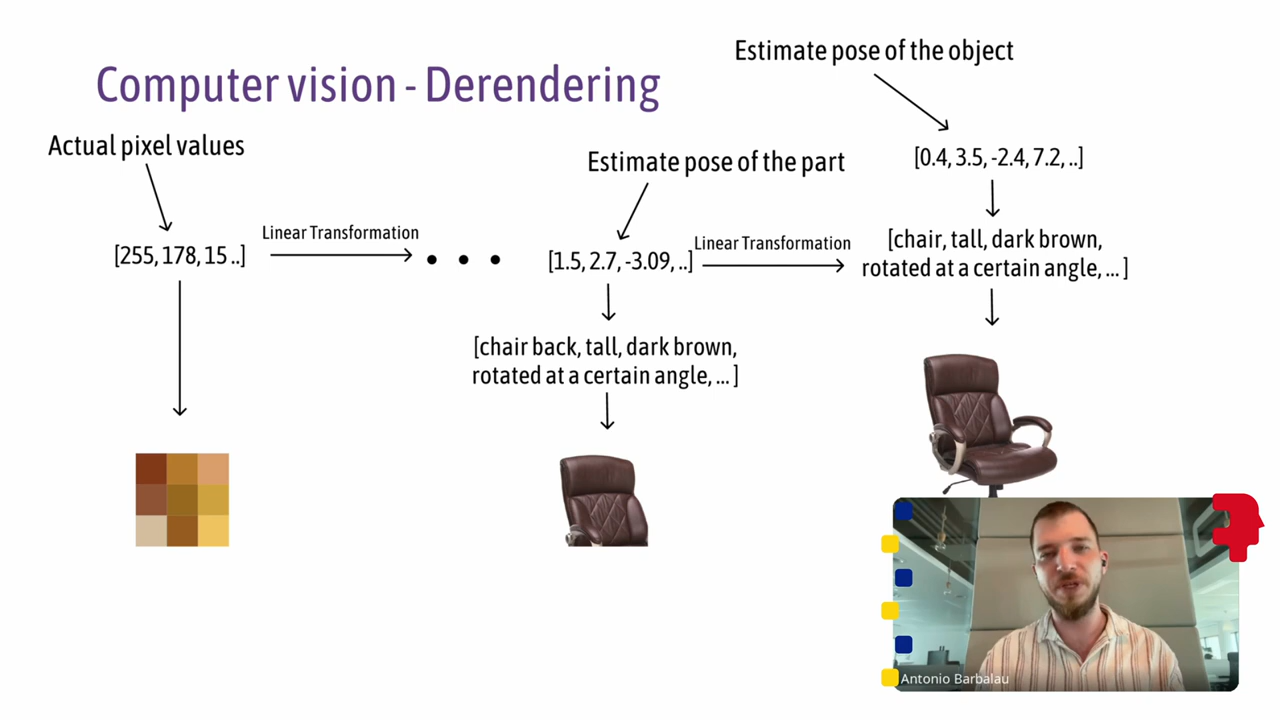 Computer vision - Derendering
Actual pixel values
[255, 178, 15 ..]
Linear Transformation
Estimate pose of the part
[1.5, 2.7, -3.09, ..]
[chair back, tall, dark brown,
rotated at a certain angle, ... ]
Linear Transformation
Estimate pose of the object
[0.4, 3.5, -2.4, 7.2, ..]
[chair, tall, dark brown,
rotated at a certain angle, ... ]
Antonio Barbalau